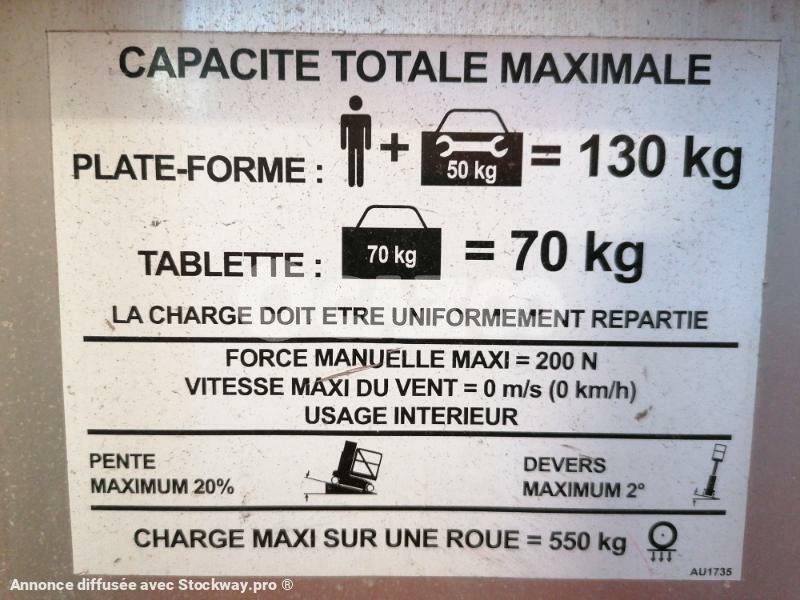 CAPACITE TOTALE MAXIMALE
PLATE-FORME : + 50 kg = 130 kg
TABLETTE : 70 kg = 70 kg
LA CHARGE DOIT ETRE UNIFORMEMENT REPARTIE
FORCE MANUELLE MAXI = 200 N
VITESSE MAXI DU VENT = 0 m/s (0 km/h)
USAGE INTERIEUR
PENTE
MAXIMUM 20%
DEVERS
MAXIMUM 2°
CHARGE MAXI SUR UNE ROUE = 550 kg
AU1735
Annonce diffusée avec Stockway.pro ®